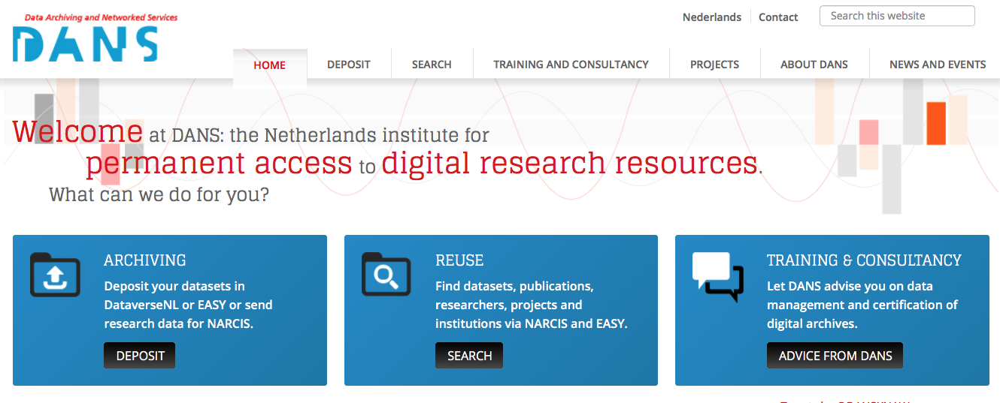 Data Archiving and Networked Services
DANS
Nederlands
Contact
Search this website
HOME
DEPOSIT
SEARCH
TRAINING AND CONSULTANCY
PROJECTS
ABOUT DANS
NEWS AND EVENTS
Welcome at DANS: the Netherlands institute for
permanent access to digital research resources.
What can we do for you?
ARCHIVING
Deposit your datasets in
DataverseNL or EASY or send
research data for NARCIS.
DEPOSIT
REUSE
Find datasets, publications,
researchers, projects and
institutions via NARCIS and EASY.
SEARCH
TRAINING & CONSULTANCY
Let DANS advise you on data
management and certification of
digital archives.
ADVICE FROM DANS